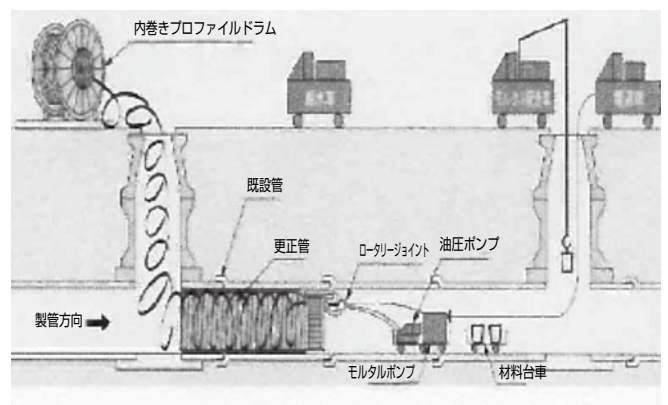 内巻きプロファイルドラム
既設管
更正管
ロータリージョイント
油圧ポンプ
製管方向
モルタルポンプ
材料台車